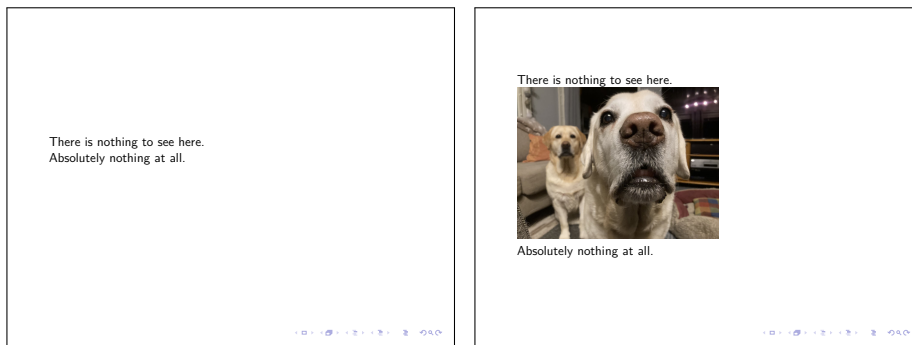 There is nothing to see here.
Absolutely nothing at all.
There is nothing to see here.
Absolutely nothing at all.